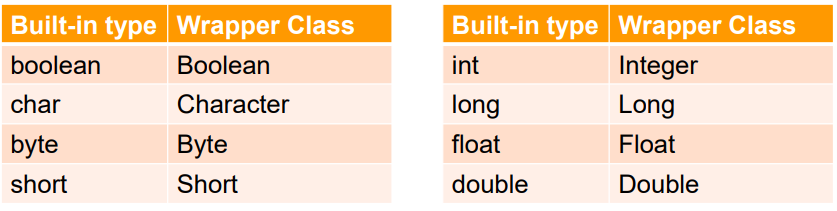 Built-in type Wrapper Class
boolean Boolean
char Character
byte Byte
short Short
Built-in type Wrapper Class
int Integer
long Long
float Float
double Double